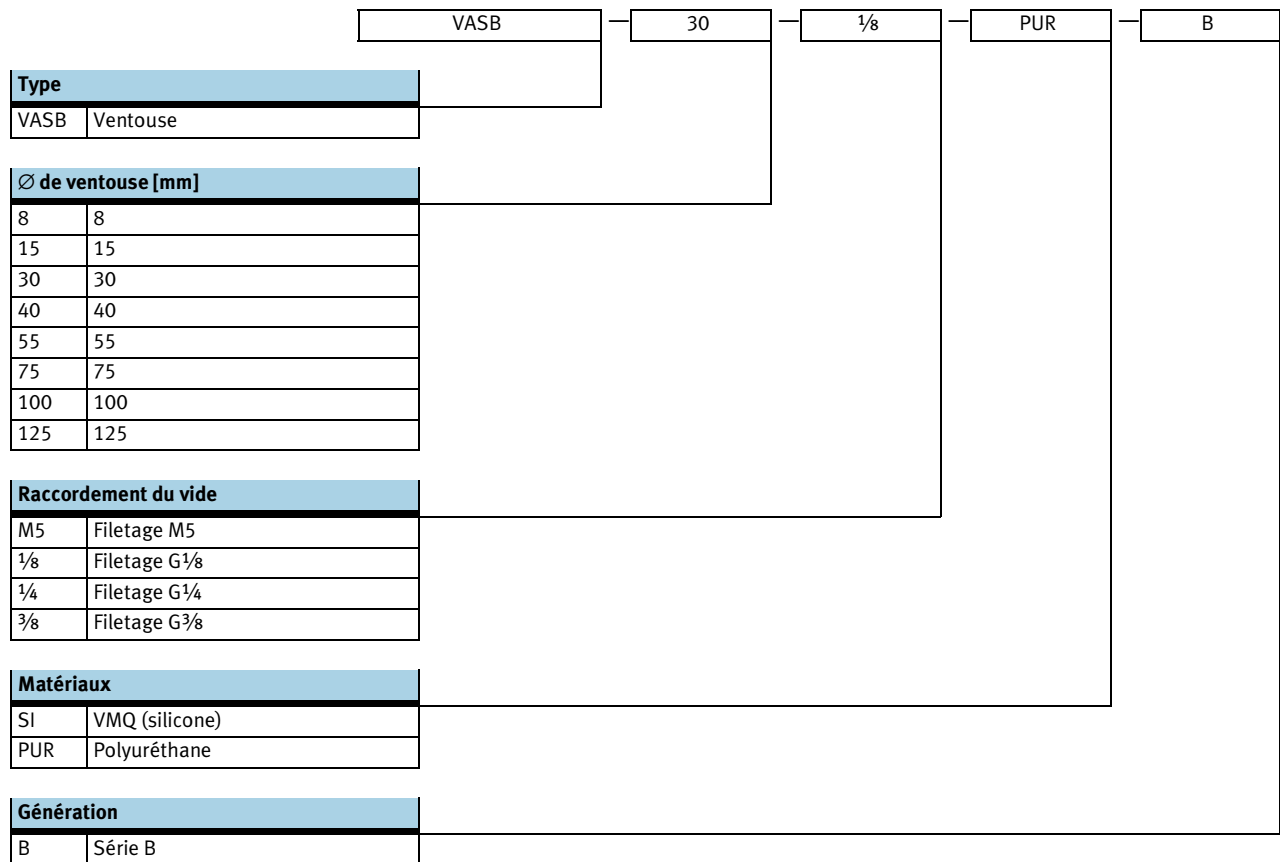 VASB — 30 — ⅛ — PUR — B
Type
VASB Ventouse
∅ de ventouse [mm]
8 8
15 15
30 30
40 40
55 55
75 75
100 100
125 125
Raccordement du vide
M5 Filetage M5
⅛ Filetage G⅛
¼ Filetage G¼
⅜ Filetage G⅜
Matériaux
SI VMQ (silicone)
PUR Polyuréthane
Génération
B Série B